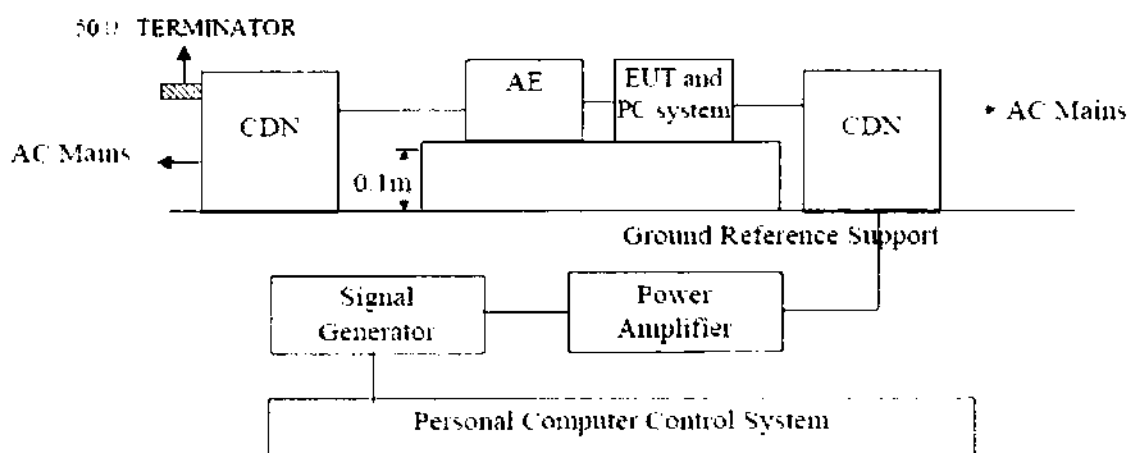 50Ω TERMINATOR
AE
EUT and
PC system
CDN
CDN
AC Mains
AC Mains
0.1m
Ground Reference Support
Signal
Generator
Power
Amplifier
Personal Computer Control System